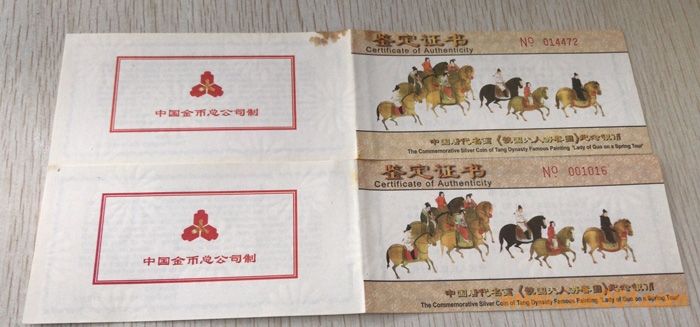 鉴定证书
Certificate of Authenticity
№ 014472
中国金币总公司制
中国唐代名画《虢国夫人游春图》纪念银币
The Commemorative Silver Coin of Tang Dynasty Famous Painting "Lady of Guo on a Spring Tour"
鉴定证书
Certificate of Authenticity
№ 001016
中国金币总公司制
中国唐代名画《虢国夫人游春图》纪念银币
The Commemorative Silver Coin of Tang Dynasty Famous Painting "Lady of Guo on a Spring Tour"